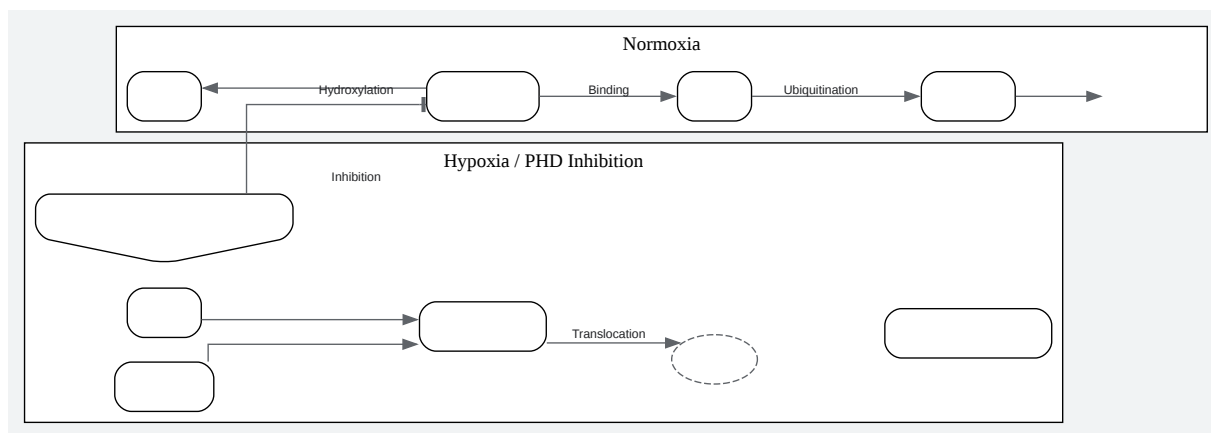 Normoxia
Hydroxylation
Binding
Ubiquitination
Hypoxia / PHD Inhibition
Inhibition
Translocation